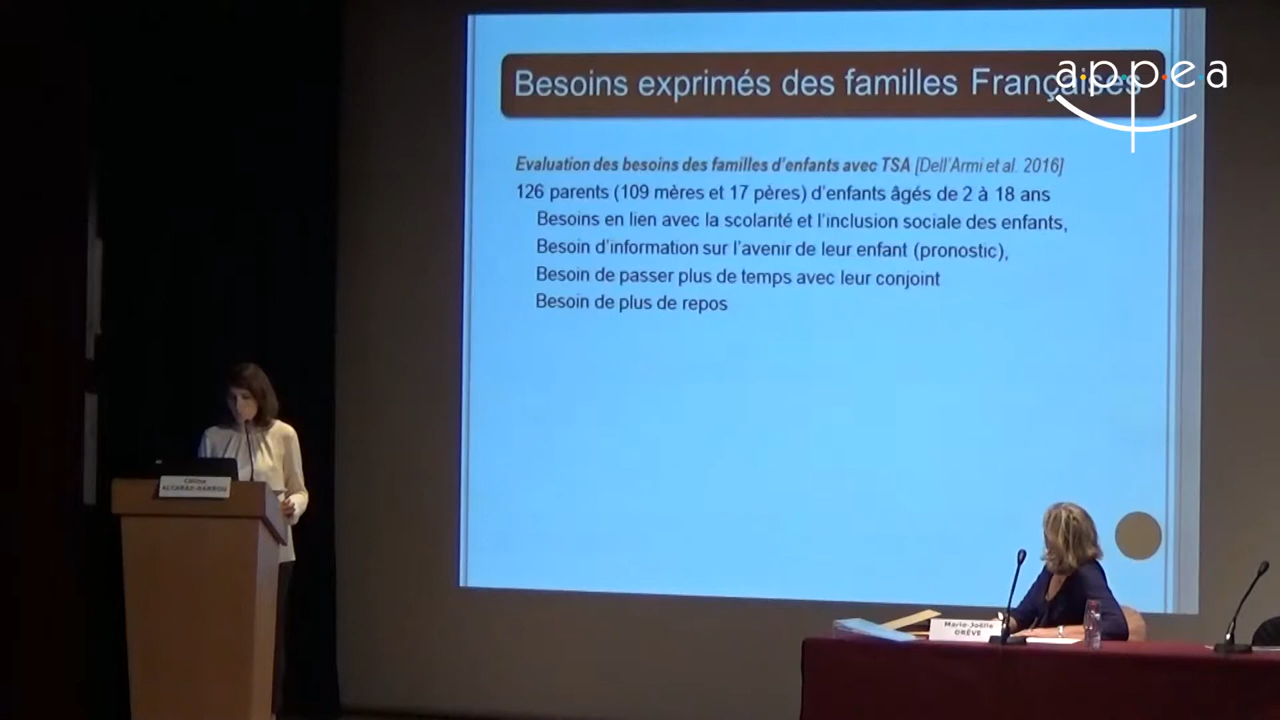 Besoins exprimés des familles Françaises
a.p.p.e.a
Evaluation des besoins des familles d'enfants avec TSA [Dell'Armi et al. 2016]
126 parents (109 mères et 17 pères) d'enfants âgés de 2 à 18 ans
Besoins en lien avec la scolarité et l'inclusion sociale des enfants,
Besoin d'information sur l'avenir de leur enfant (pronostic),
Besoin de passer plus de temps avec leur conjoint
Besoin de plus de repos
Céline
Marie-Joëlle
ORÊVE